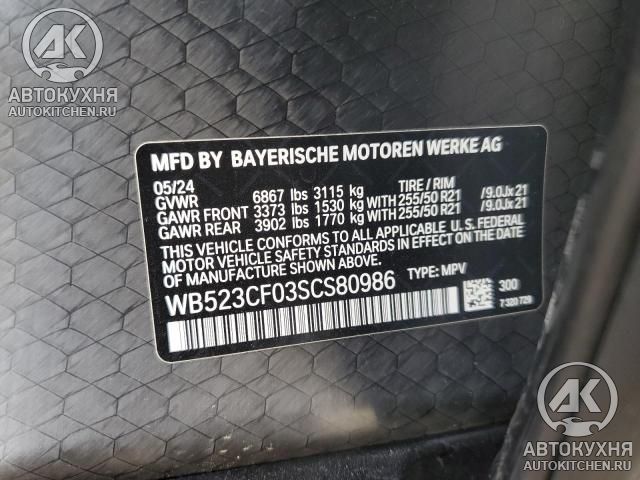 АК
АВТОКУХНЯ
AUTOKITCHEN.RU
MFD BY BAYERISCHE MOTOREN WERKE AG
05/24
GVWR 6867 lbs 3115 kg TIRE / RIM
GAWR FRONT 3373 lbs 1530 kg WITH 255/50 R21 /9.0Jx21
GAWR REAR 3902 lbs 1770 kg WITH 255/50 R21 /9.0Jx21
THIS VEHICLE CONFORMS TO ALL APPLICABLE U.S. FEDERAL
MOTOR VEHICLE SAFETY STANDARDS IN EFFECT ON THE DATE
OF MANUFACTURE SHOWN ABOVE.
WB523CF03SCS80986 TYPE: MPV
300
7 320 729
АК
АВТОКУХНЯ
AUTOKITCHEN.RU